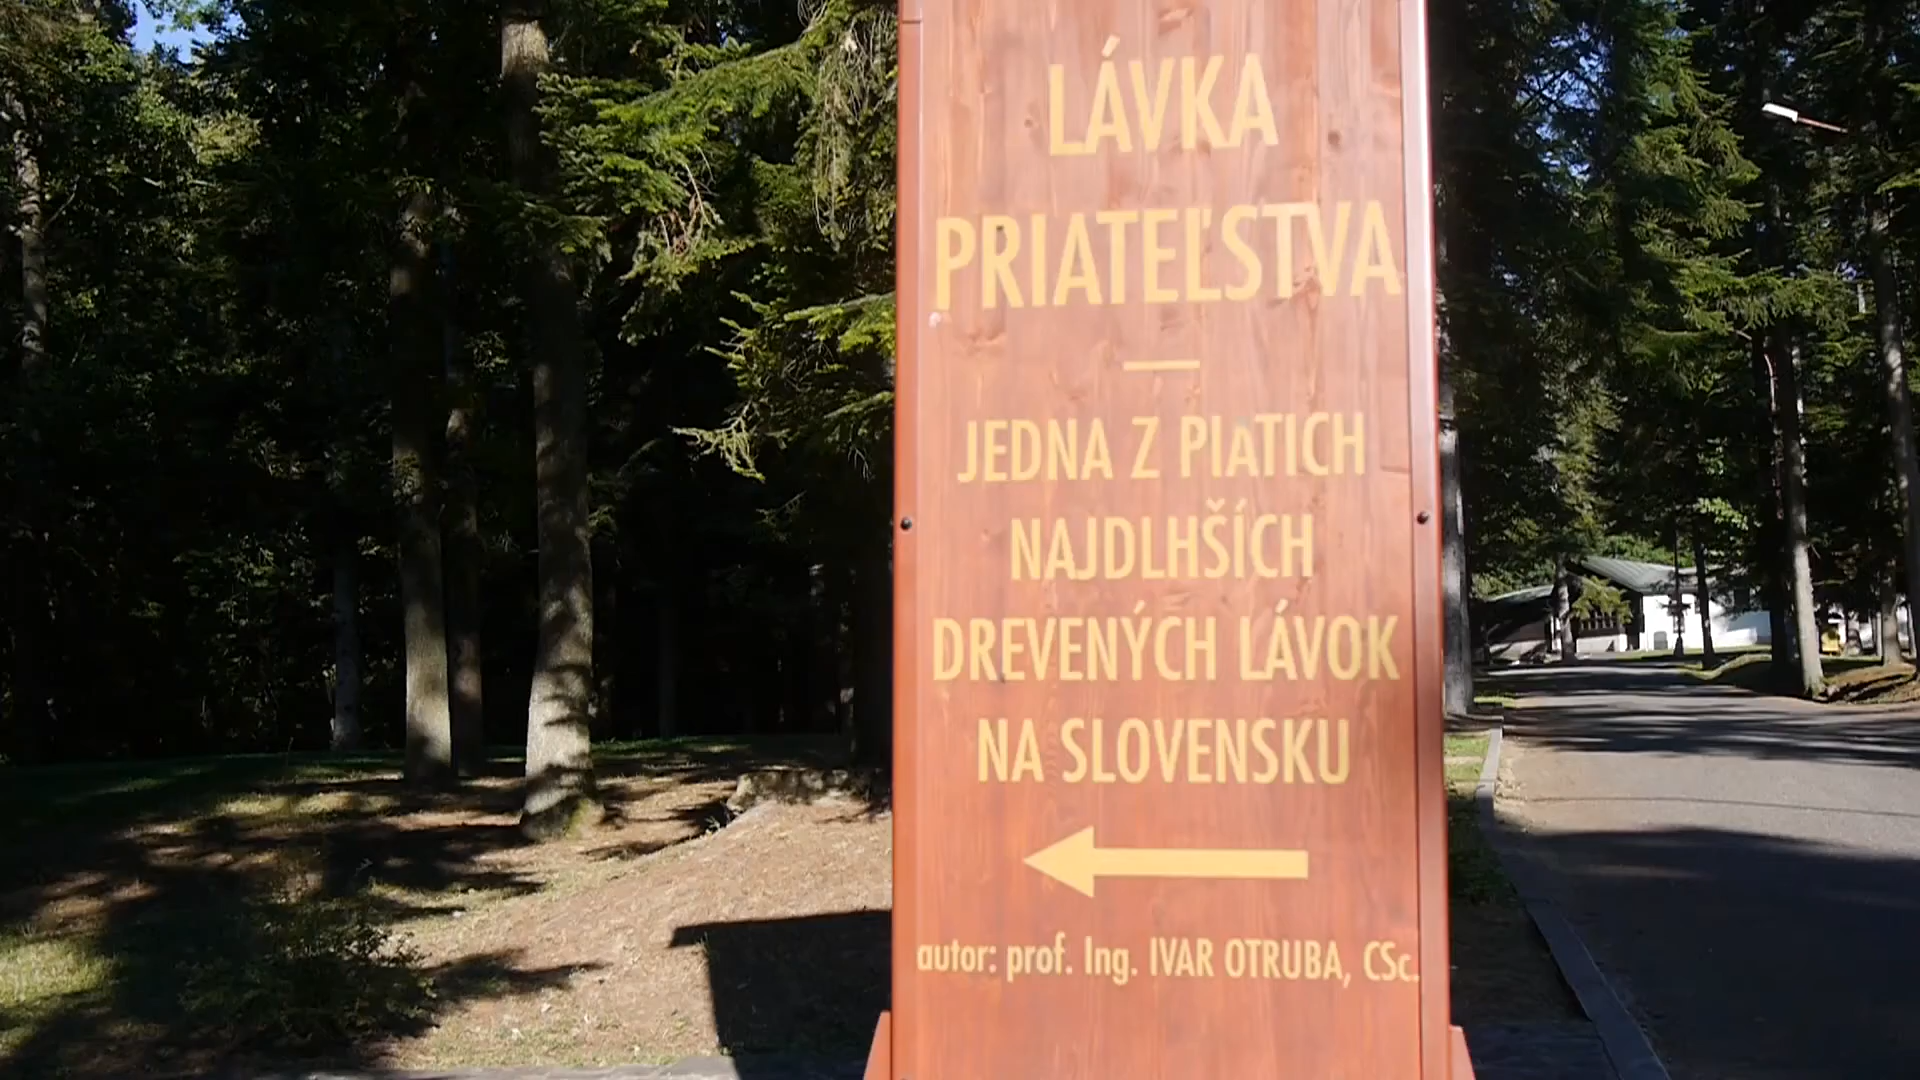 LÁVKA
PRIATEĽSTVA
—
JEDNA Z PIATICH
NAJDLHŠÍCH
DREVENÝCH LÁVOK
NA SLOVENSKU
autor: prof. Ing. IVAR OTRUBA, CSc.